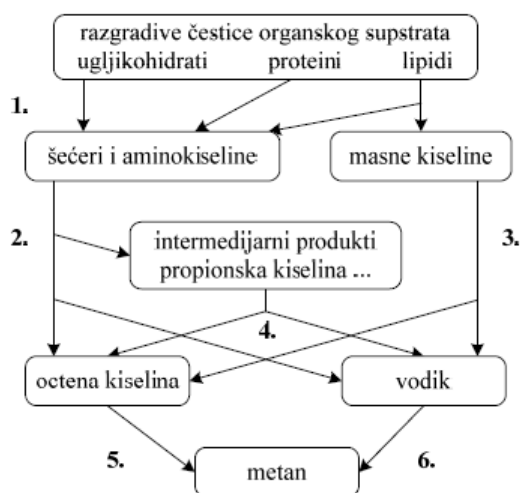 razgradive čestice organskog supstrata
ugljikohidrati proteini lipidi
1.
šećeri i aminokiseline
masne kiseline
2.
intermedijarni produkti
propionska kiselina ...
3.
4.
octena kiselina
vodik
5.
metan
6.